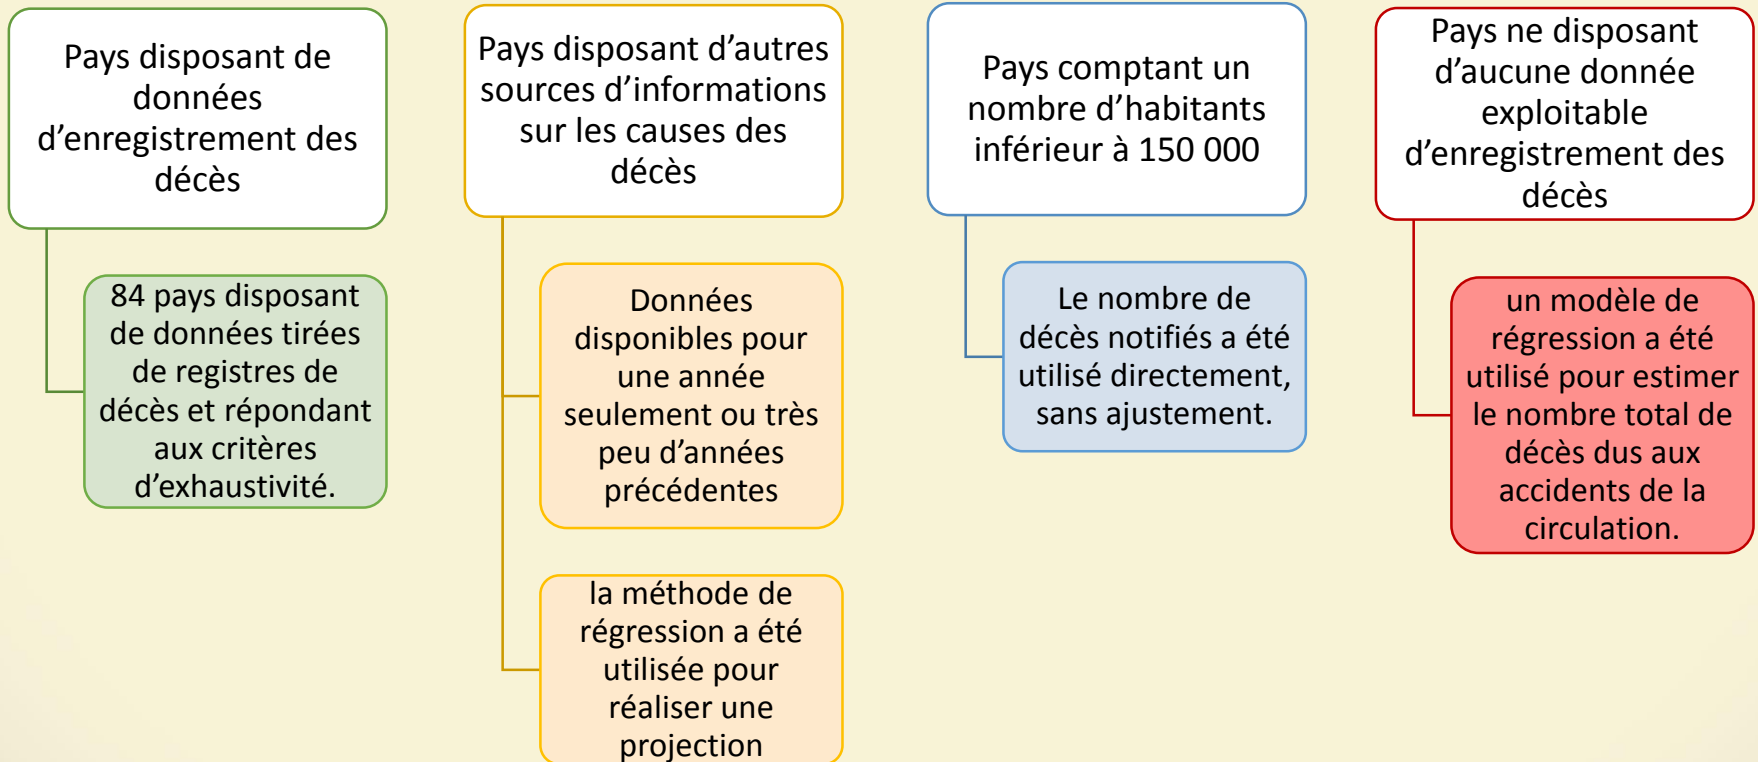 Pays disposant de
données
d’enregistrement des
décès
84 pays disposant
de données tirées
de registres de
décès et répondant
aux critères
d’exhaustivité.
Pays disposant d’autres
sources d’informations
sur les causes des
décès
Données
disponibles pour
une année
seulement ou très
peu d’années
précédentes
la méthode de
régression a été
utilisée pour
réaliser une
projection
Pays comptant un
nombre d’habitants
inférieur à 150 000
Le nombre de
décès notifiés a été
utilisé directement,
sans ajustement.
Pays ne disposant
d’aucune donnée
exploitable
d’enregistrement des
décès
un modèle de
régression a été
utilisé pour estimer
le nombre total de
décès dus aux
accidents de la
circulation.